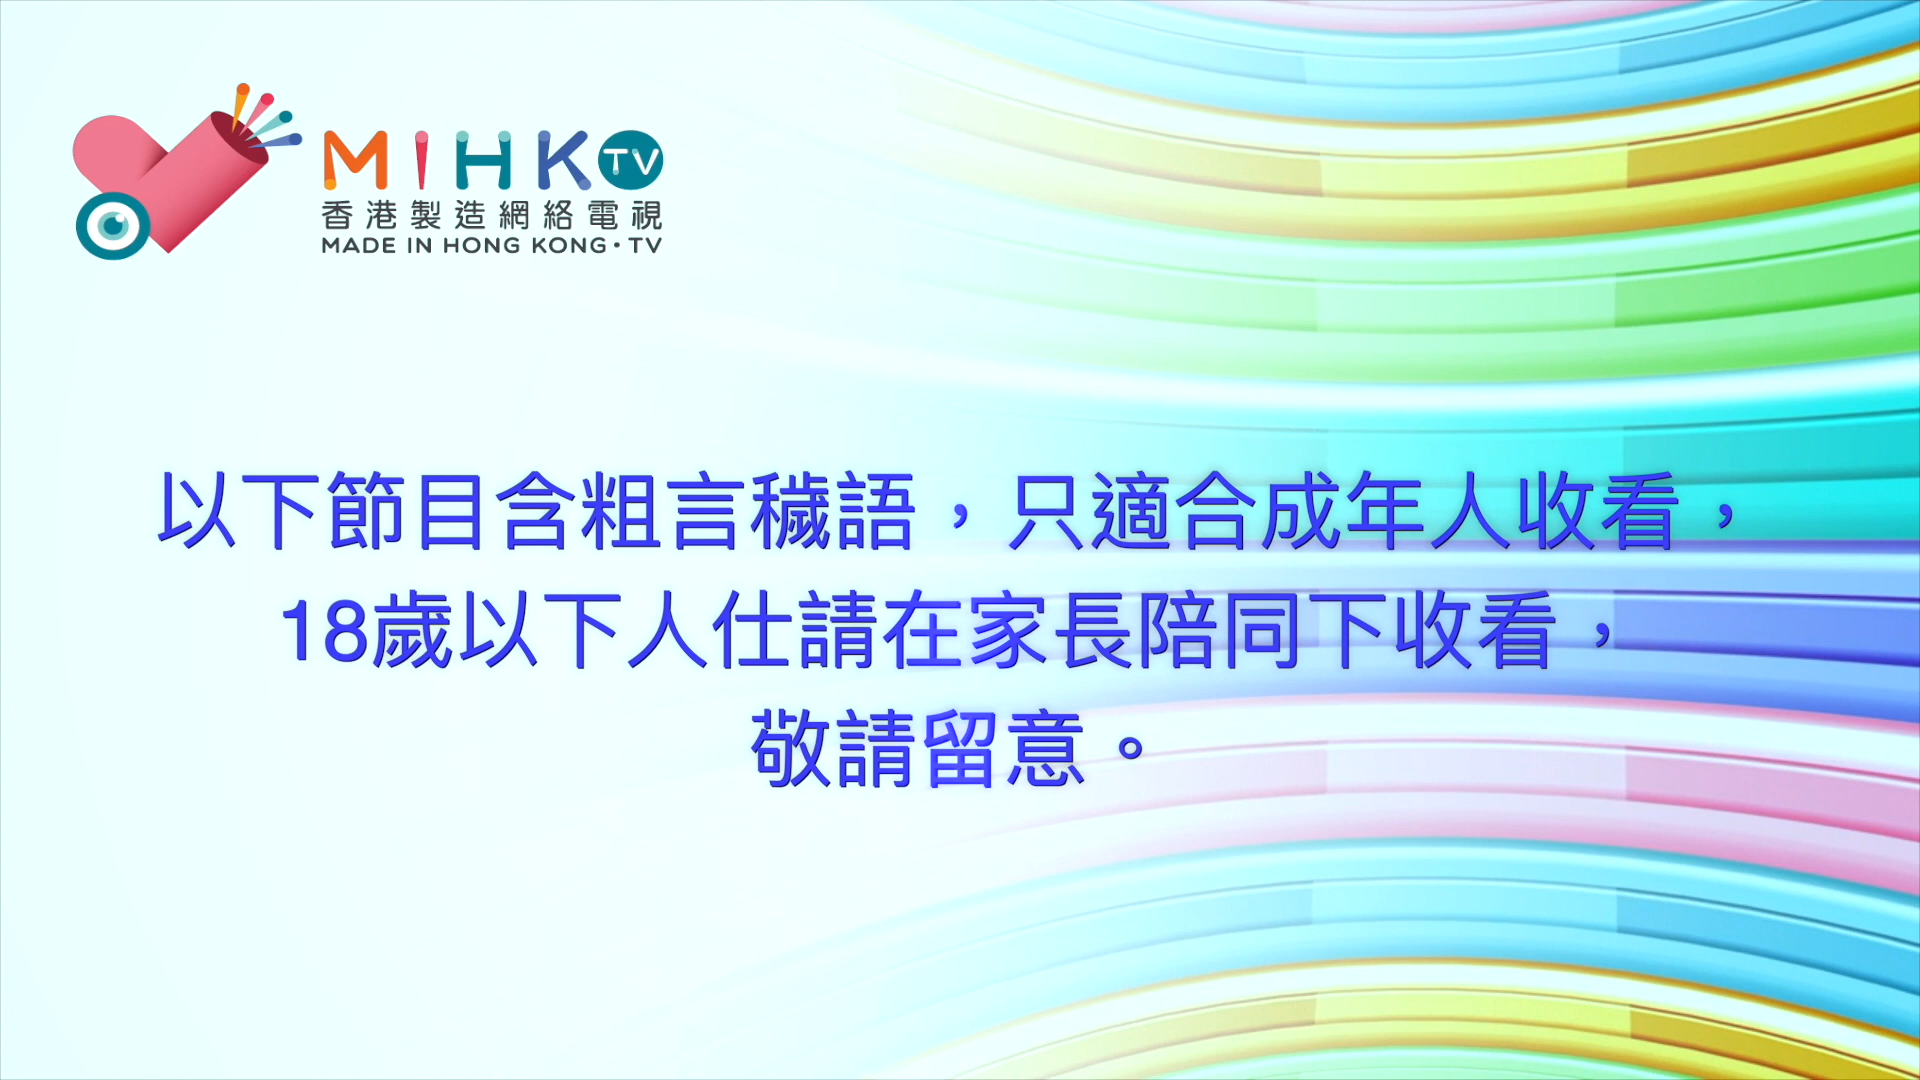 MIHK TV
香港製造網絡電視
MADE IN HONG KONG・TV
以下節目含粗言穢語，只適合成年人收看，
18歲以下人仕請在家長陪同下收看，
敬請留意。